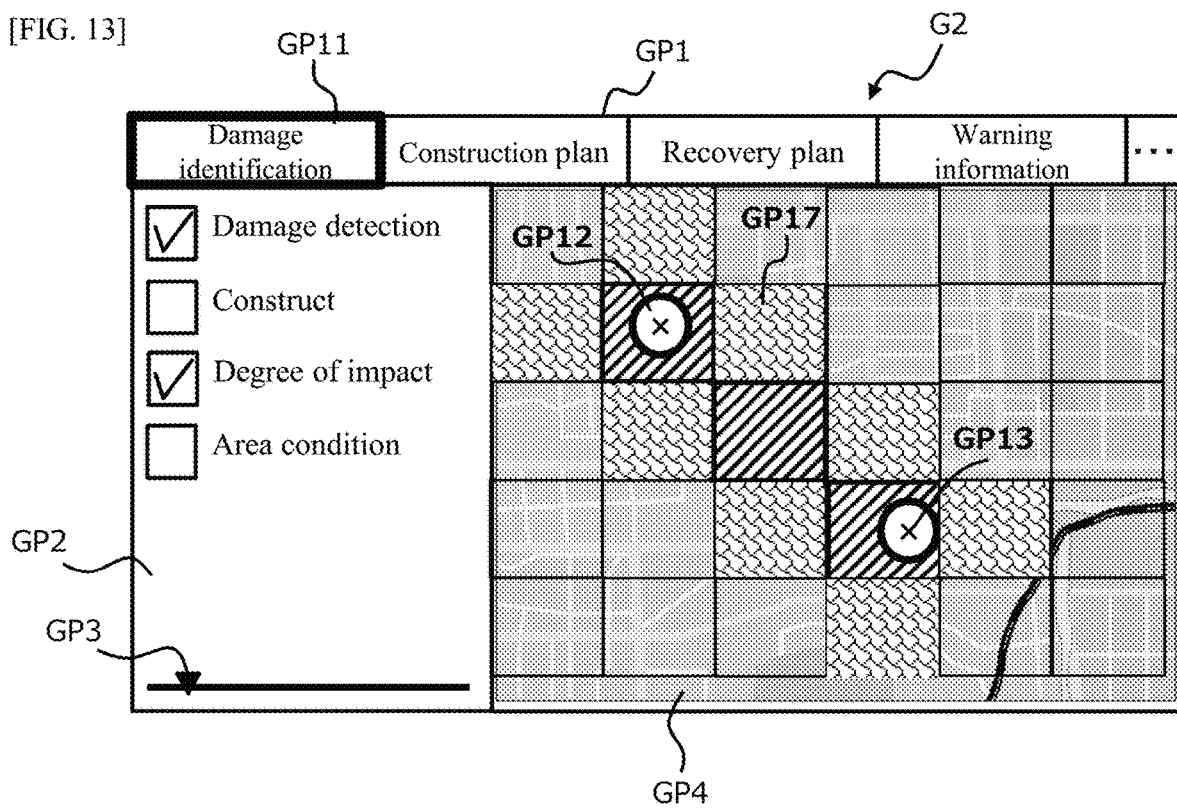 [FIG. 13]
GP11
GP1
G2
Damage
identification
Construction plan
Recovery plan
Warning
information
...
Damage detection
Construct
Degree of impact
Area condition
GP12
GP17
GP13
GP2
GP3
GP4